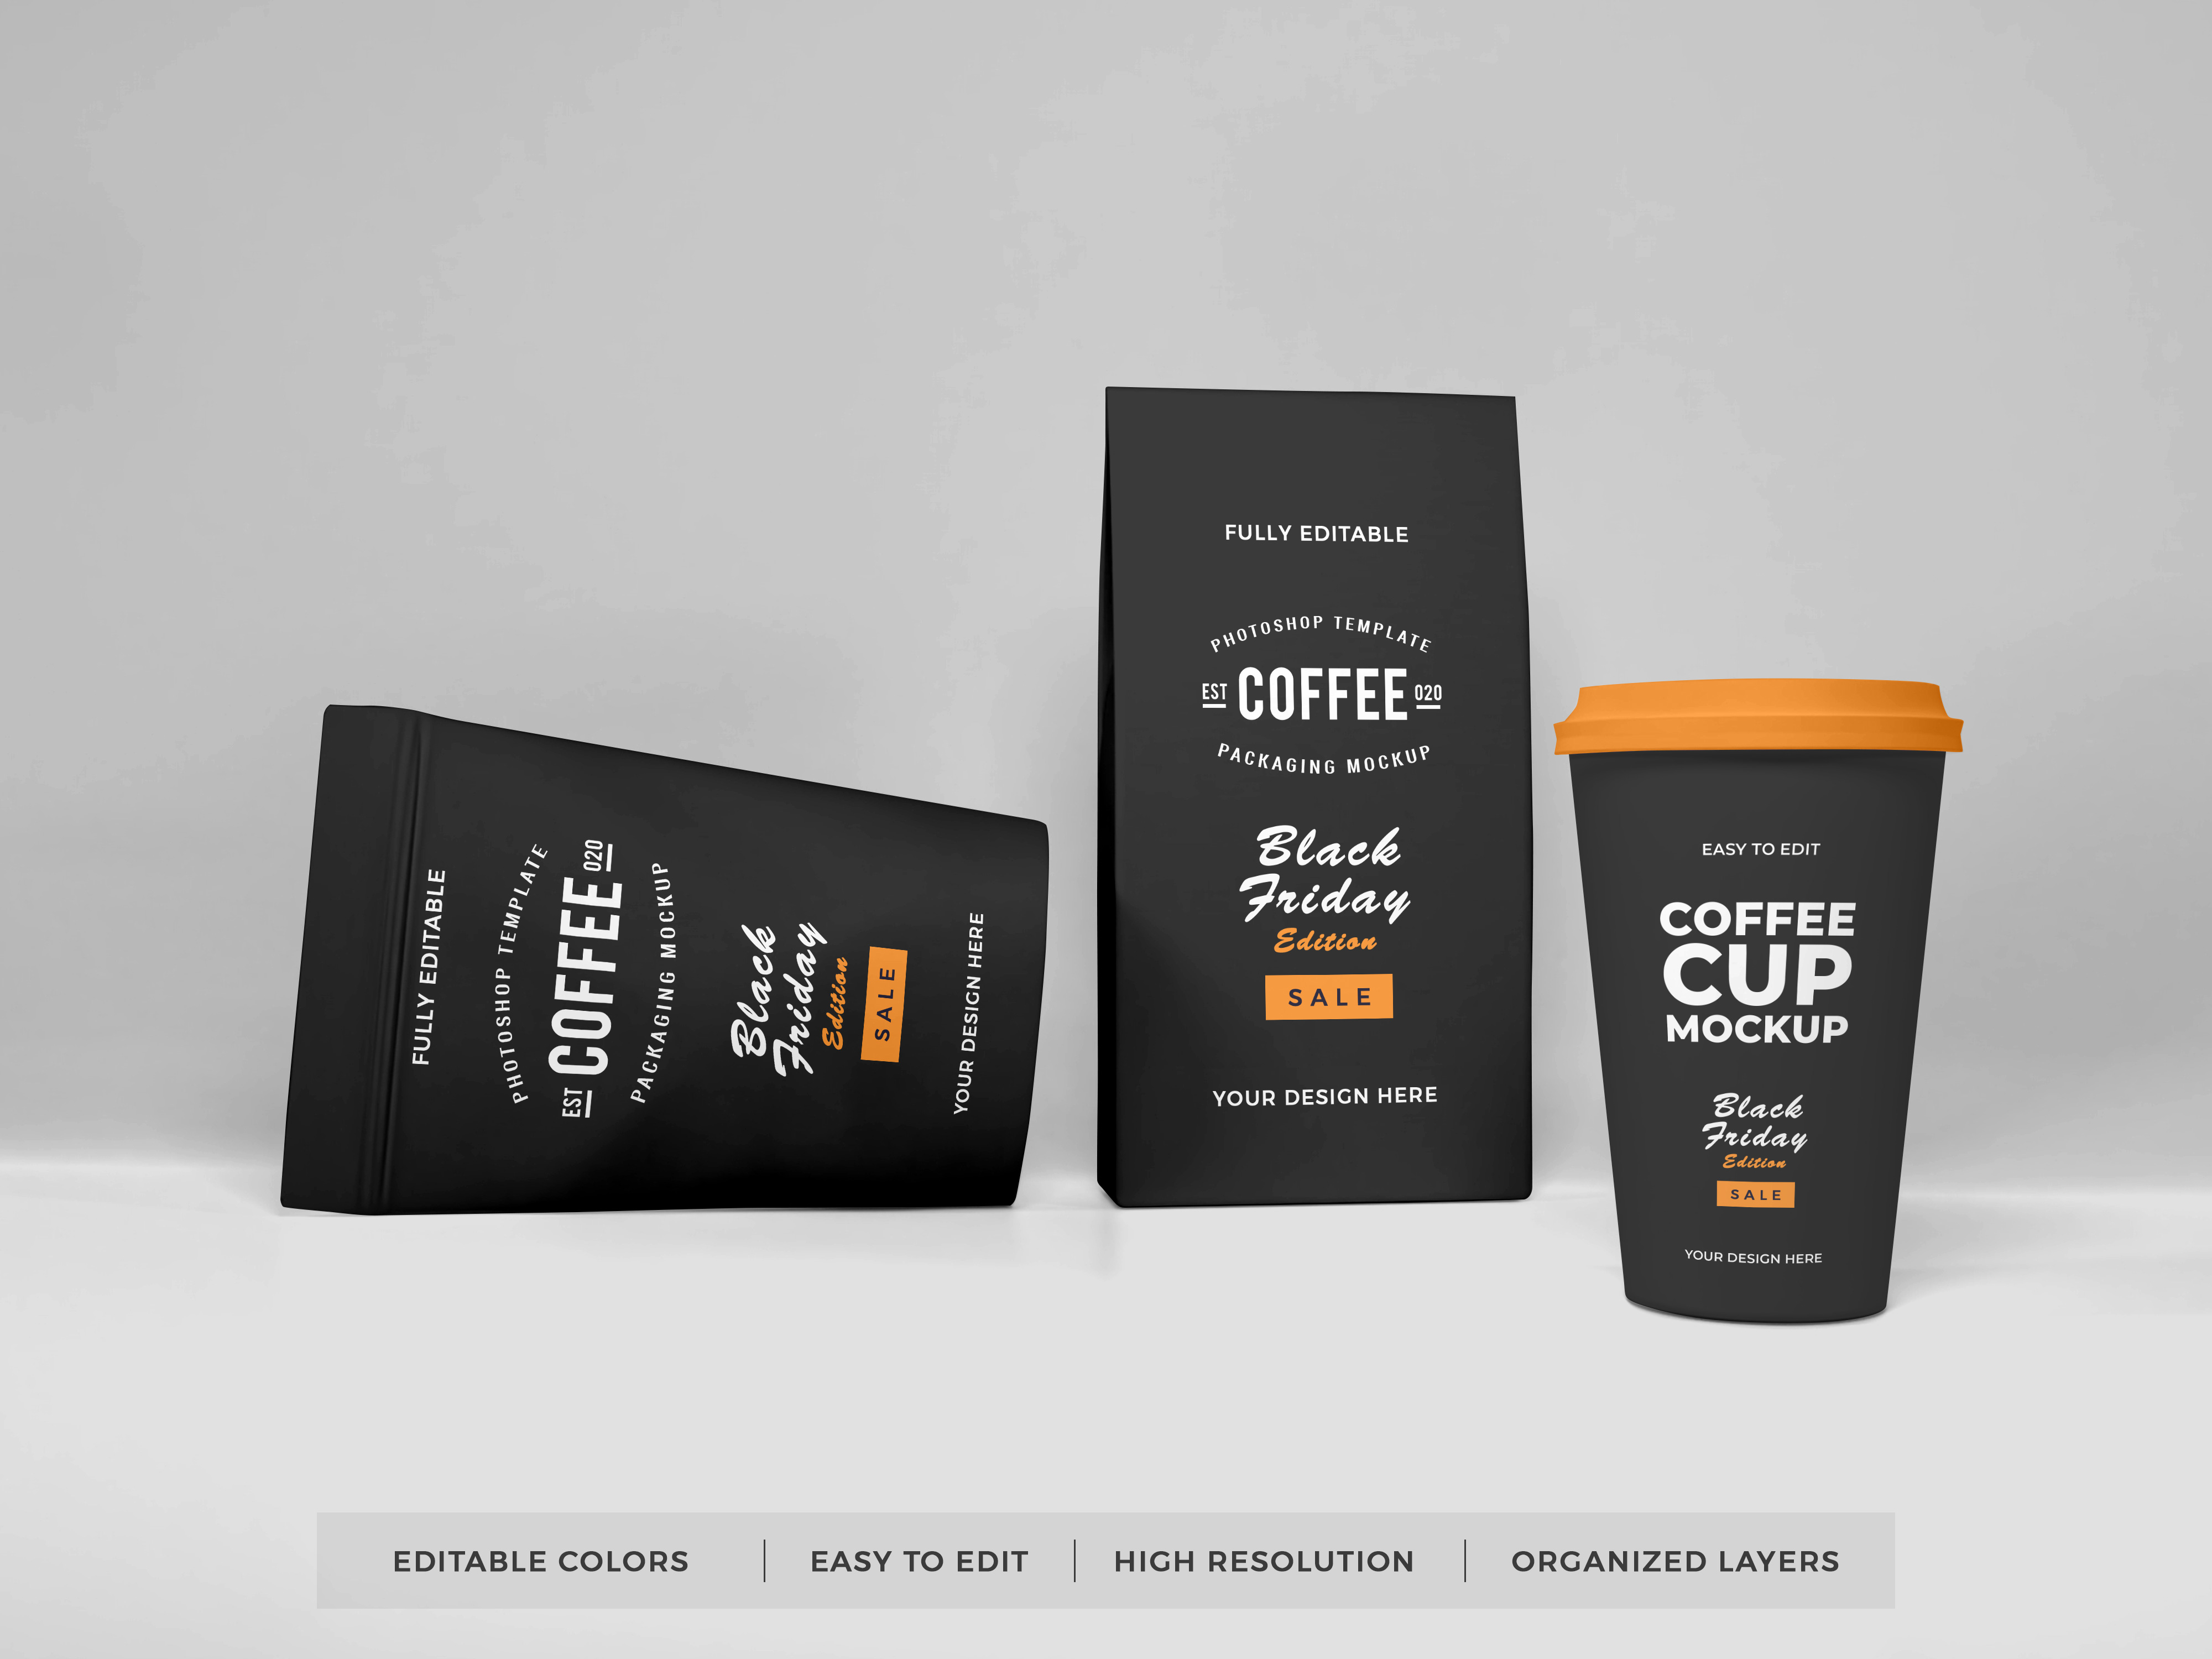 FULLY EDITABLE
PHOTOSHOP TEMPLATE
EST COFFEE 020
PACKAGING MOCKUP
Black
Friday
Edition
SALE
YOUR DESIGN HERE
FULLY EDITABLE
PHOTOSHOP TEMPLATE
EST COFFEE 020
PACKAGING MOCKUP
Black
Friday
Edition
SALE
YOUR DESIGN HERE
EASY TO EDIT
COFFEE
CUP
MOCKUP
Black
Friday
Edition
SALE
YOUR DESIGN HERE
EDITABLE COLORS | EASY TO EDIT | HIGH RESOLUTION | ORGANIZED LAYERS